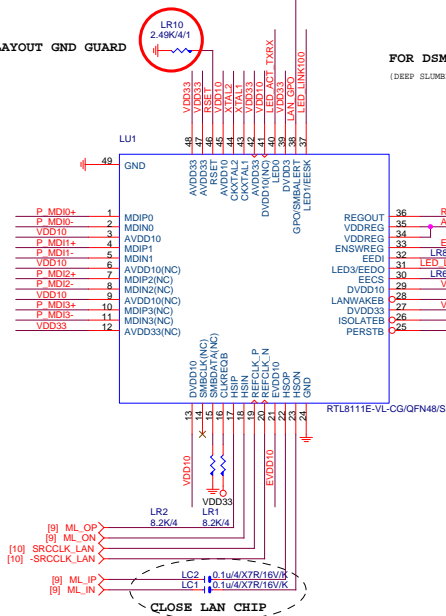 LR10
2.49K/4/1
LAYOUT GND GUARD
FOR DSM
(DEEP SLUMB
VDD33
VDD33
RSET
VDD10
XTAL2
XTAL1
VDD33
VDD10
LED_ACT_TXRX
VDD33
LAN_GPO
LED_LINK100
LU1
48 47 46 45 44 43 42 41 40 39 38 37
49 GND
AVDD33
AVDD33
RSET
AVDD10
CKXTAL2
CKXTAL1
VDD33
DVDD10(NC)
LED0
DVDD3
GPO/SMBALERT
LED1/EESK
P_MDI0+ 1 MDIP0
P_MDI0- 2 MDIN0
VDD10 3 AVDD10
P_MDI1+ 4 MDIP1
P_MDI1- 5 MDIN1
VDD10 6 AVDD10(NC)
P_MDI2+ 7 MDIP2(NC)
P_MDI2- 8 MDIN2(NC)
VDD10 9 AVDD10(NC)
P_MDI3+ 10 MDIP3(NC)
P_MDI3- 11 MDIN3(NC)
VDD33 12 AVDD33(NC)
REGOUT 36 R
VDDREG 35 A
VDDREG 34
ENSWREG 33 E
EEDI 32 LR8
LED3/EEDO 31 LED_L
EECS 30 LR6
DVDD10 29 V
LANWAKEB 28
DVDD33 27 V
ISOLATEB 26
PERSTB 25
DVDD10
SMBCLK(NC)
SMBDATA(NC)
CLKREQB
HSIP
HSIN
REFCLK_P
REFCLK_N
EVDD10
HSOP
HSON
GND
RTL8111E-VL-CG/QFN48/S
13 14 15 16 17 18 19 20 21 22 23 24
VDD10
EVDD10
VDD33
LR2
8.2K/4
LR1
8.2K/4
[9] ML_OP
[9] ML_ON
[10] SRCCLK_LAN
[10] -SRCCLK_LAN
[9] ML_IP LC2 0.1u/4/X7R/16V/K
[9] ML_IN LC1 0.1u/4/X7R/16V/K
CLOSE LAN CHIP